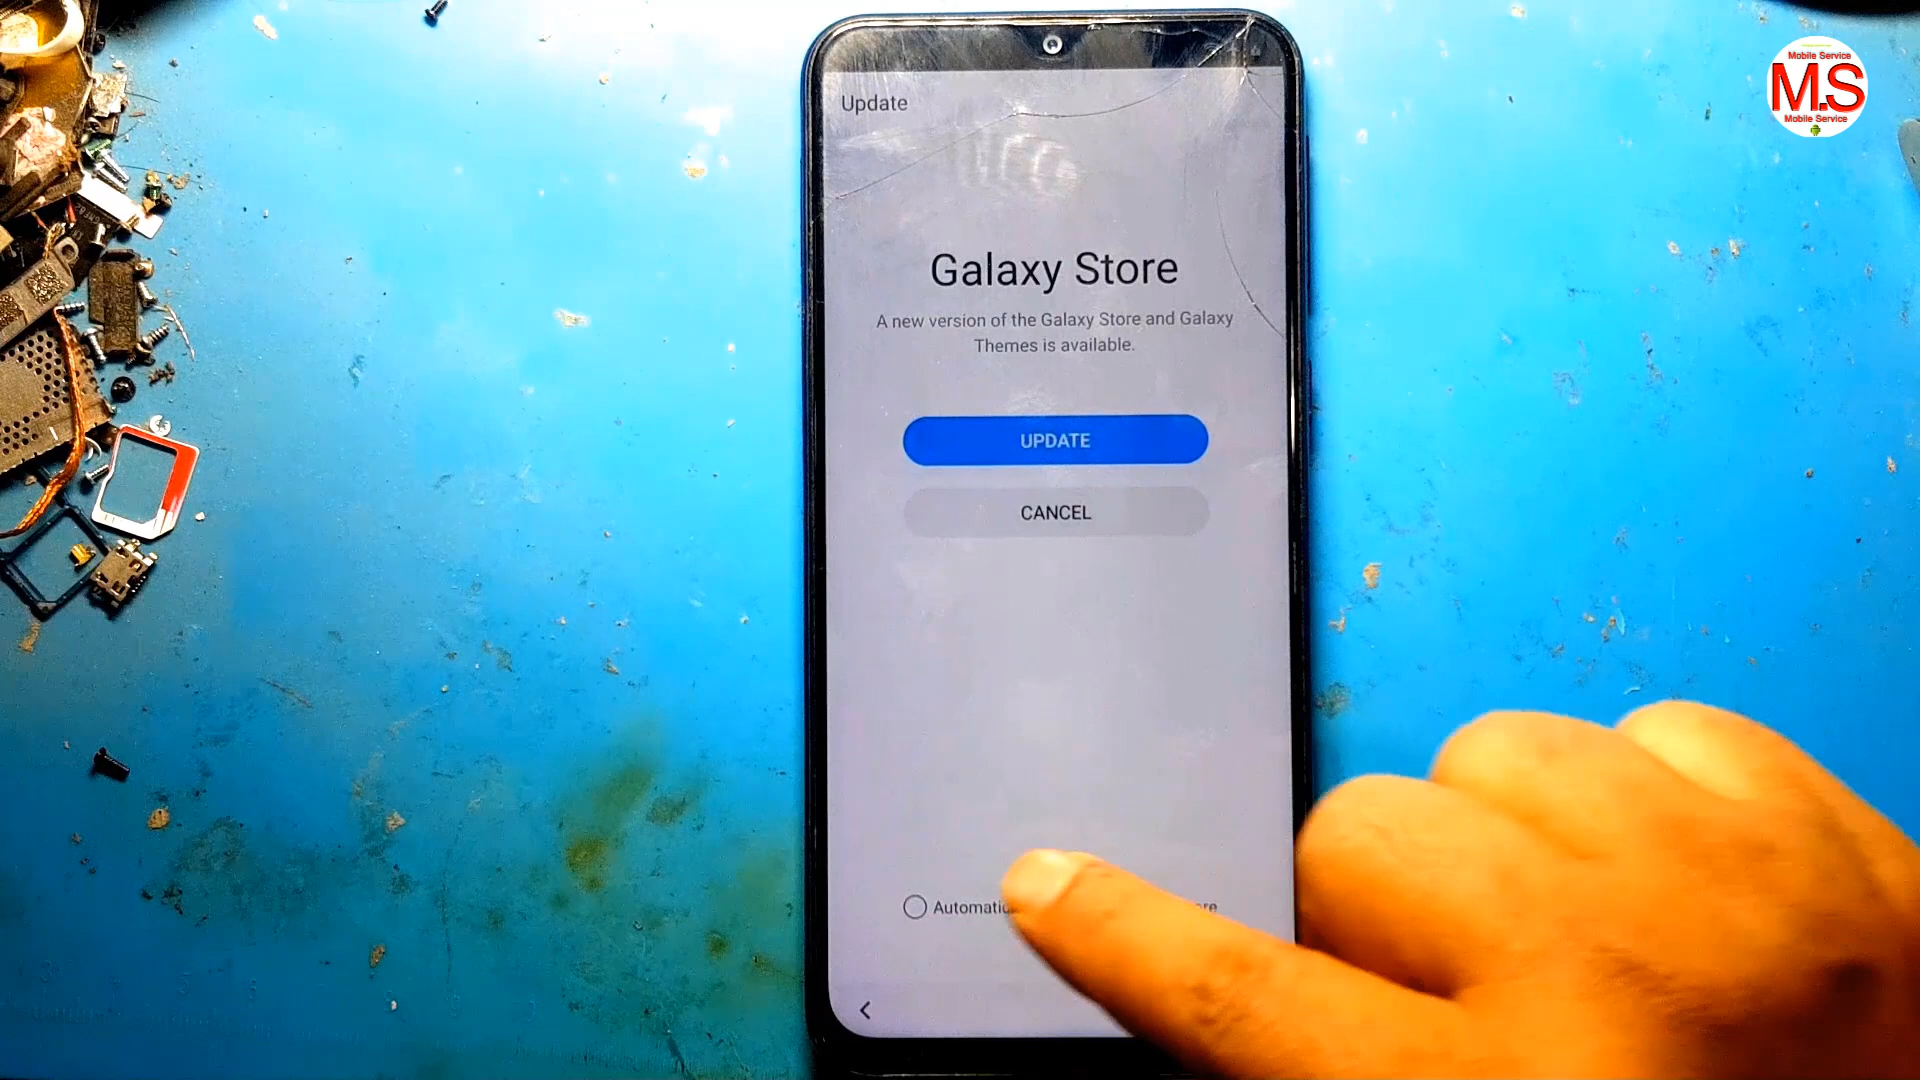 Update
Galaxy Store
A new version of the Galaxy Store and Galaxy
Themes is available.
UPDATE
CANCEL
Mobile Service
M.S
Mobile Service